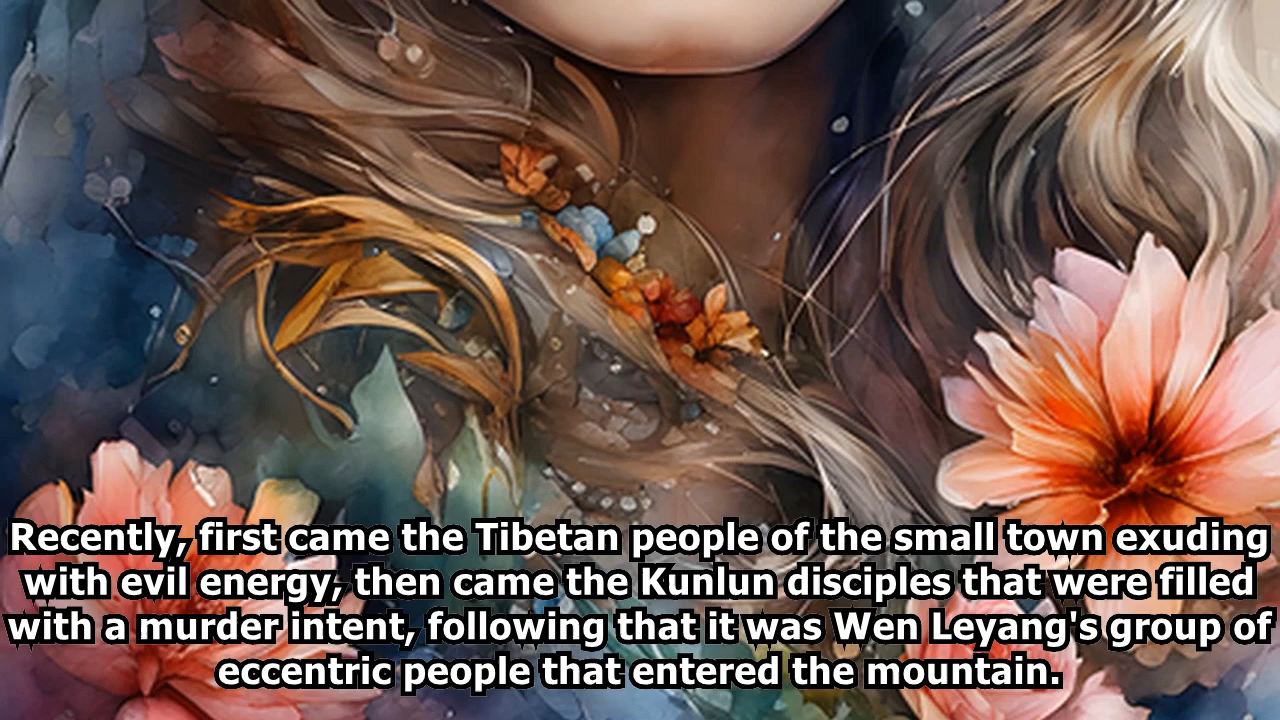 Recently, first came the Tibetan people of the small town exuding
with evil energy, then came the Kunlun disciples that were filled
with a murder intent, following that it was Wen Leyang's group of
eccentric people that entered the mountain.